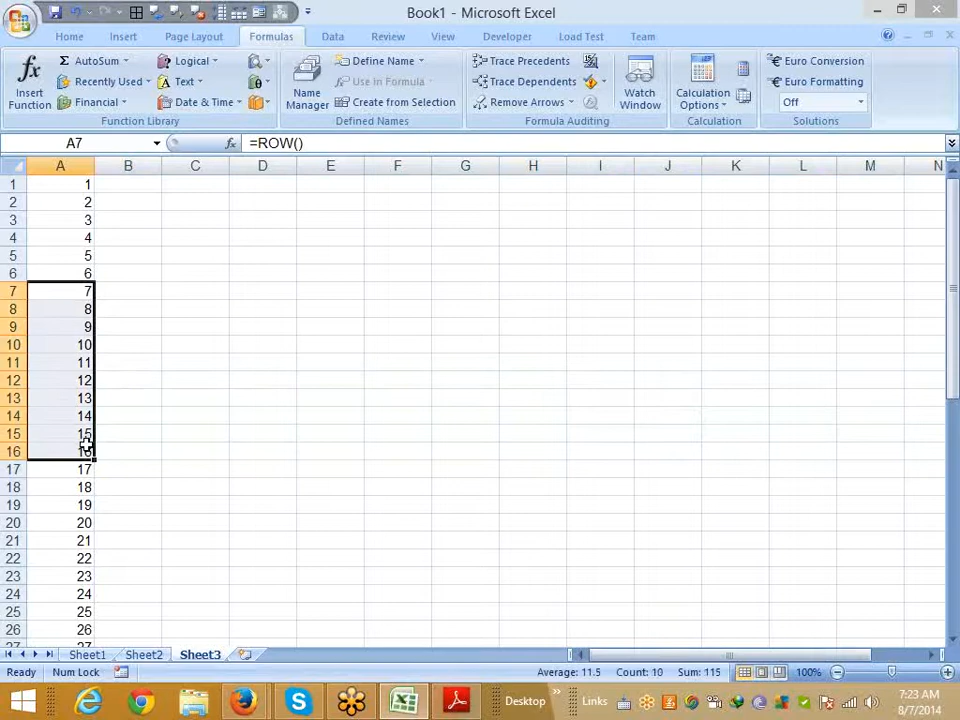 Book1 - Microsoft Excel
Home Insert Page Layout Formulas Data Review View Developer Load Test Team
fx Insert Function
Σ AutoSum
Recently Used
Financial
Logical
Text
Date & Time
Function Library
Name Manager
Define Name
Use in Formula
Create from Selection
Defined Names
Trace Precedents
Trace Dependents
Remove Arrows
Formula Auditing
Watch Window
Calculation Options
Calculation
Euro Conversion
Euro Formatting
Off
Solutions
A7 fx =ROW()
A B C D E F G H I J K L M N
1 1
2 2
3 3
4 4
5 5
6 6
7 7
8 8
9 9
10 10
11 11
12 12
13 13
14 14
15 15
16 16
17 17
18 18
19 19
20 20
21 21
22 22
23 23
24 24
25 25
26 26
27 27
Sheet1 Sheet2 Sheet3
Ready Num Lock Average: 11.5 Count: 10 Sum: 115 100%
Desktop » Links 7:23 AM
8/7/2014